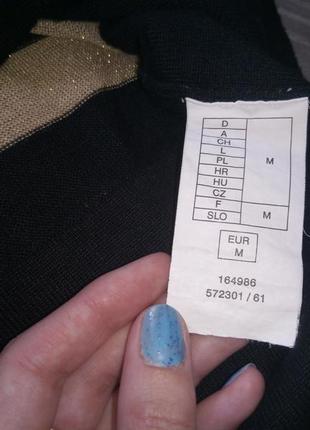 D
A
CH
L
PL M
HR
HU
CZ
F
SLO M
EUR
M
164986
572301 / 61